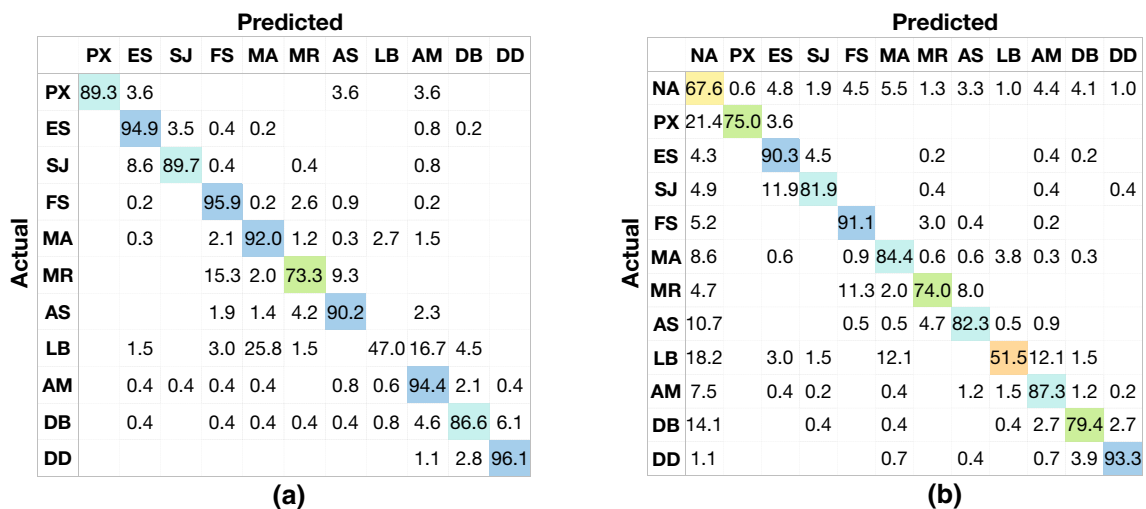 Predicted
PX ES SJ FS MA MR AS LB AM DB DD
Actual
PX 89.3 3.6 3.6 3.6
ES 94.9 3.5 0.4 0.2 0.8 0.2
SJ 8.6 89.7 0.4 0.4 0.8
FS 0.2 95.9 0.2 2.6 0.9 0.2
MA 0.3 2.1 92.0 1.2 0.3 2.7 1.5
MR 15.3 2.0 73.3 9.3
AS 1.9 1.4 4.2 90.2 2.3
LB 1.5 3.0 25.8 1.5 47.0 16.7 4.5
AM 0.4 0.4 0.4 0.4 0.8 0.6 94.4 2.1 0.4
DB 0.4 0.4 0.4 0.4 0.4 0.8 4.6 86.6 6.1
DD 1.1 2.8 96.1
(a)
Predicted
NA PX ES SJ FS MA MR AS LB AM DB DD
Actual
NA 67.6 0.6 4.8 1.9 4.5 5.5 1.3 3.3 1.0 4.4 4.1 1.0
PX 21.4 75.0 3.6
ES 4.3 90.3 4.5 0.2 0.4 0.2
SJ 4.9 11.9 81.9 0.4 0.4 0.4
FS 5.2 91.1 3.0 0.4 0.2
MA 8.6 0.6 0.9 84.4 0.6 0.6 3.8 0.3 0.3
MR 4.7 11.3 2.0 74.0 8.0
AS 10.7 0.5 0.5 4.7 82.3 0.5 0.9
LB 18.2 3.0 1.5 12.1 51.5 12.1 1.5
AM 7.5 0.4 0.2 0.4 1.2 1.5 87.3 1.2 0.2
DB 14.1 0.4 0.4 0.4 2.7 79.4 2.7
DD 1.1 0.7 0.4 0.7 3.9 93.3
(b)